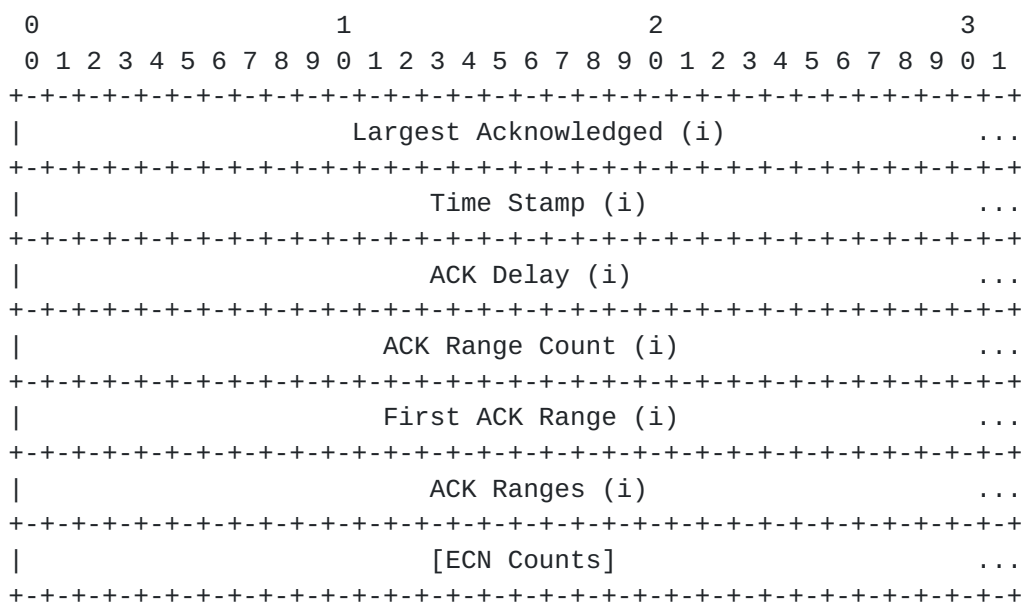 0                   1                   2                   3
 0 1 2 3 4 5 6 7 8 9 0 1 2 3 4 5 6 7 8 9 0 1 2 3 4 5 6 7 8 9 0 1
+-+-+-+-+-+-+-+-+-+-+-+-+-+-+-+-+-+-+-+-+-+-+-+-+-+-+-+-+-+-+-+-+
|                     Largest Acknowledged (i)                ...
+-+-+-+-+-+-+-+-+-+-+-+-+-+-+-+-+-+-+-+-+-+-+-+-+-+-+-+-+-+-+-+-+
|                          Time Stamp (i)                     ...
+-+-+-+-+-+-+-+-+-+-+-+-+-+-+-+-+-+-+-+-+-+-+-+-+-+-+-+-+-+-+-+-+
|                          ACK Delay (i)                      ...
+-+-+-+-+-+-+-+-+-+-+-+-+-+-+-+-+-+-+-+-+-+-+-+-+-+-+-+-+-+-+-+-+
|                       ACK Range Count (i)                   ...
+-+-+-+-+-+-+-+-+-+-+-+-+-+-+-+-+-+-+-+-+-+-+-+-+-+-+-+-+-+-+-+-+
|                       First ACK Range (i)                   ...
+-+-+-+-+-+-+-+-+-+-+-+-+-+-+-+-+-+-+-+-+-+-+-+-+-+-+-+-+-+-+-+-+
|                          ACK Ranges (i)                     ...
+-+-+-+-+-+-+-+-+-+-+-+-+-+-+-+-+-+-+-+-+-+-+-+-+-+-+-+-+-+-+-+-+
|                          [ECN Counts]                       ...
+-+-+-+-+-+-+-+-+-+-+-+-+-+-+-+-+-+-+-+-+-+-+-+-+-+-+-+-+-+-+-+-+